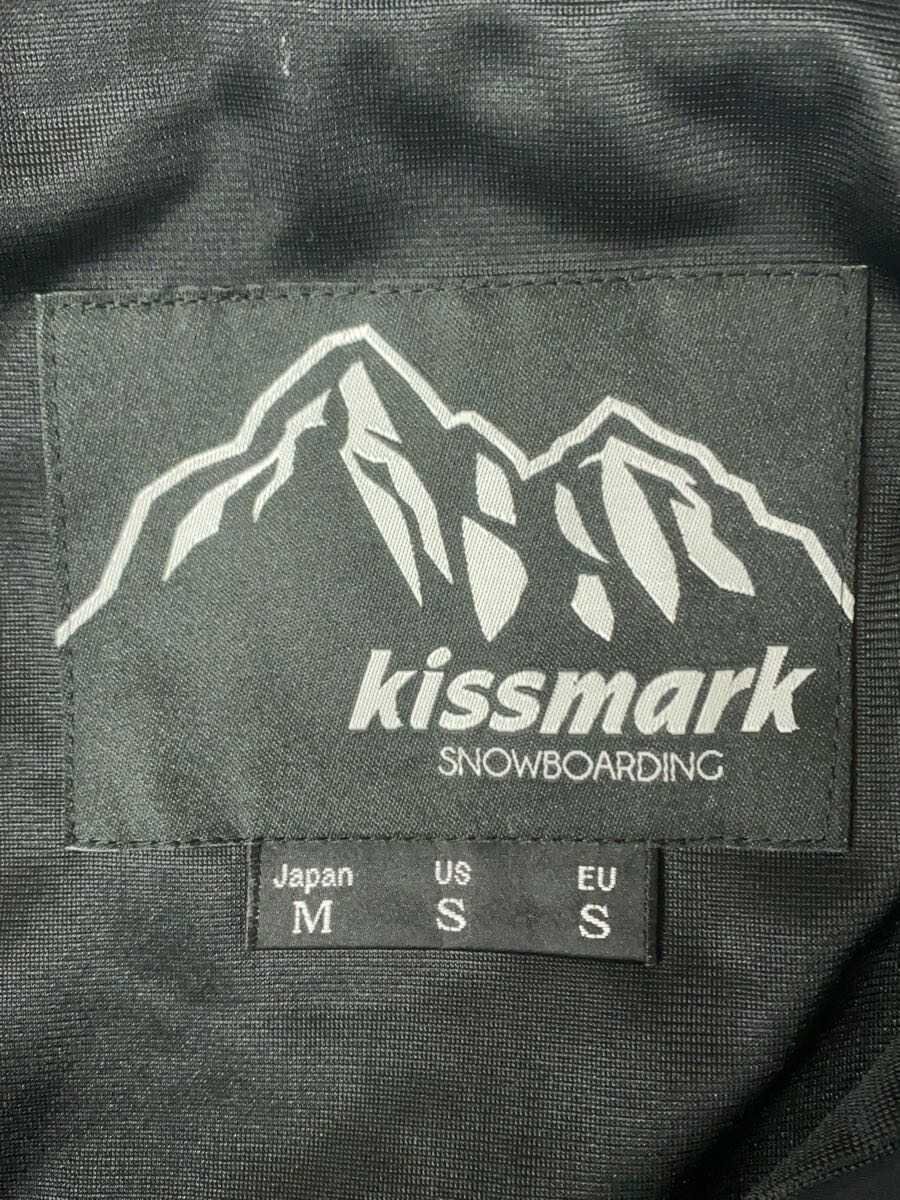 kissmark
SNOWBOARDING
Japan US EU
M S S